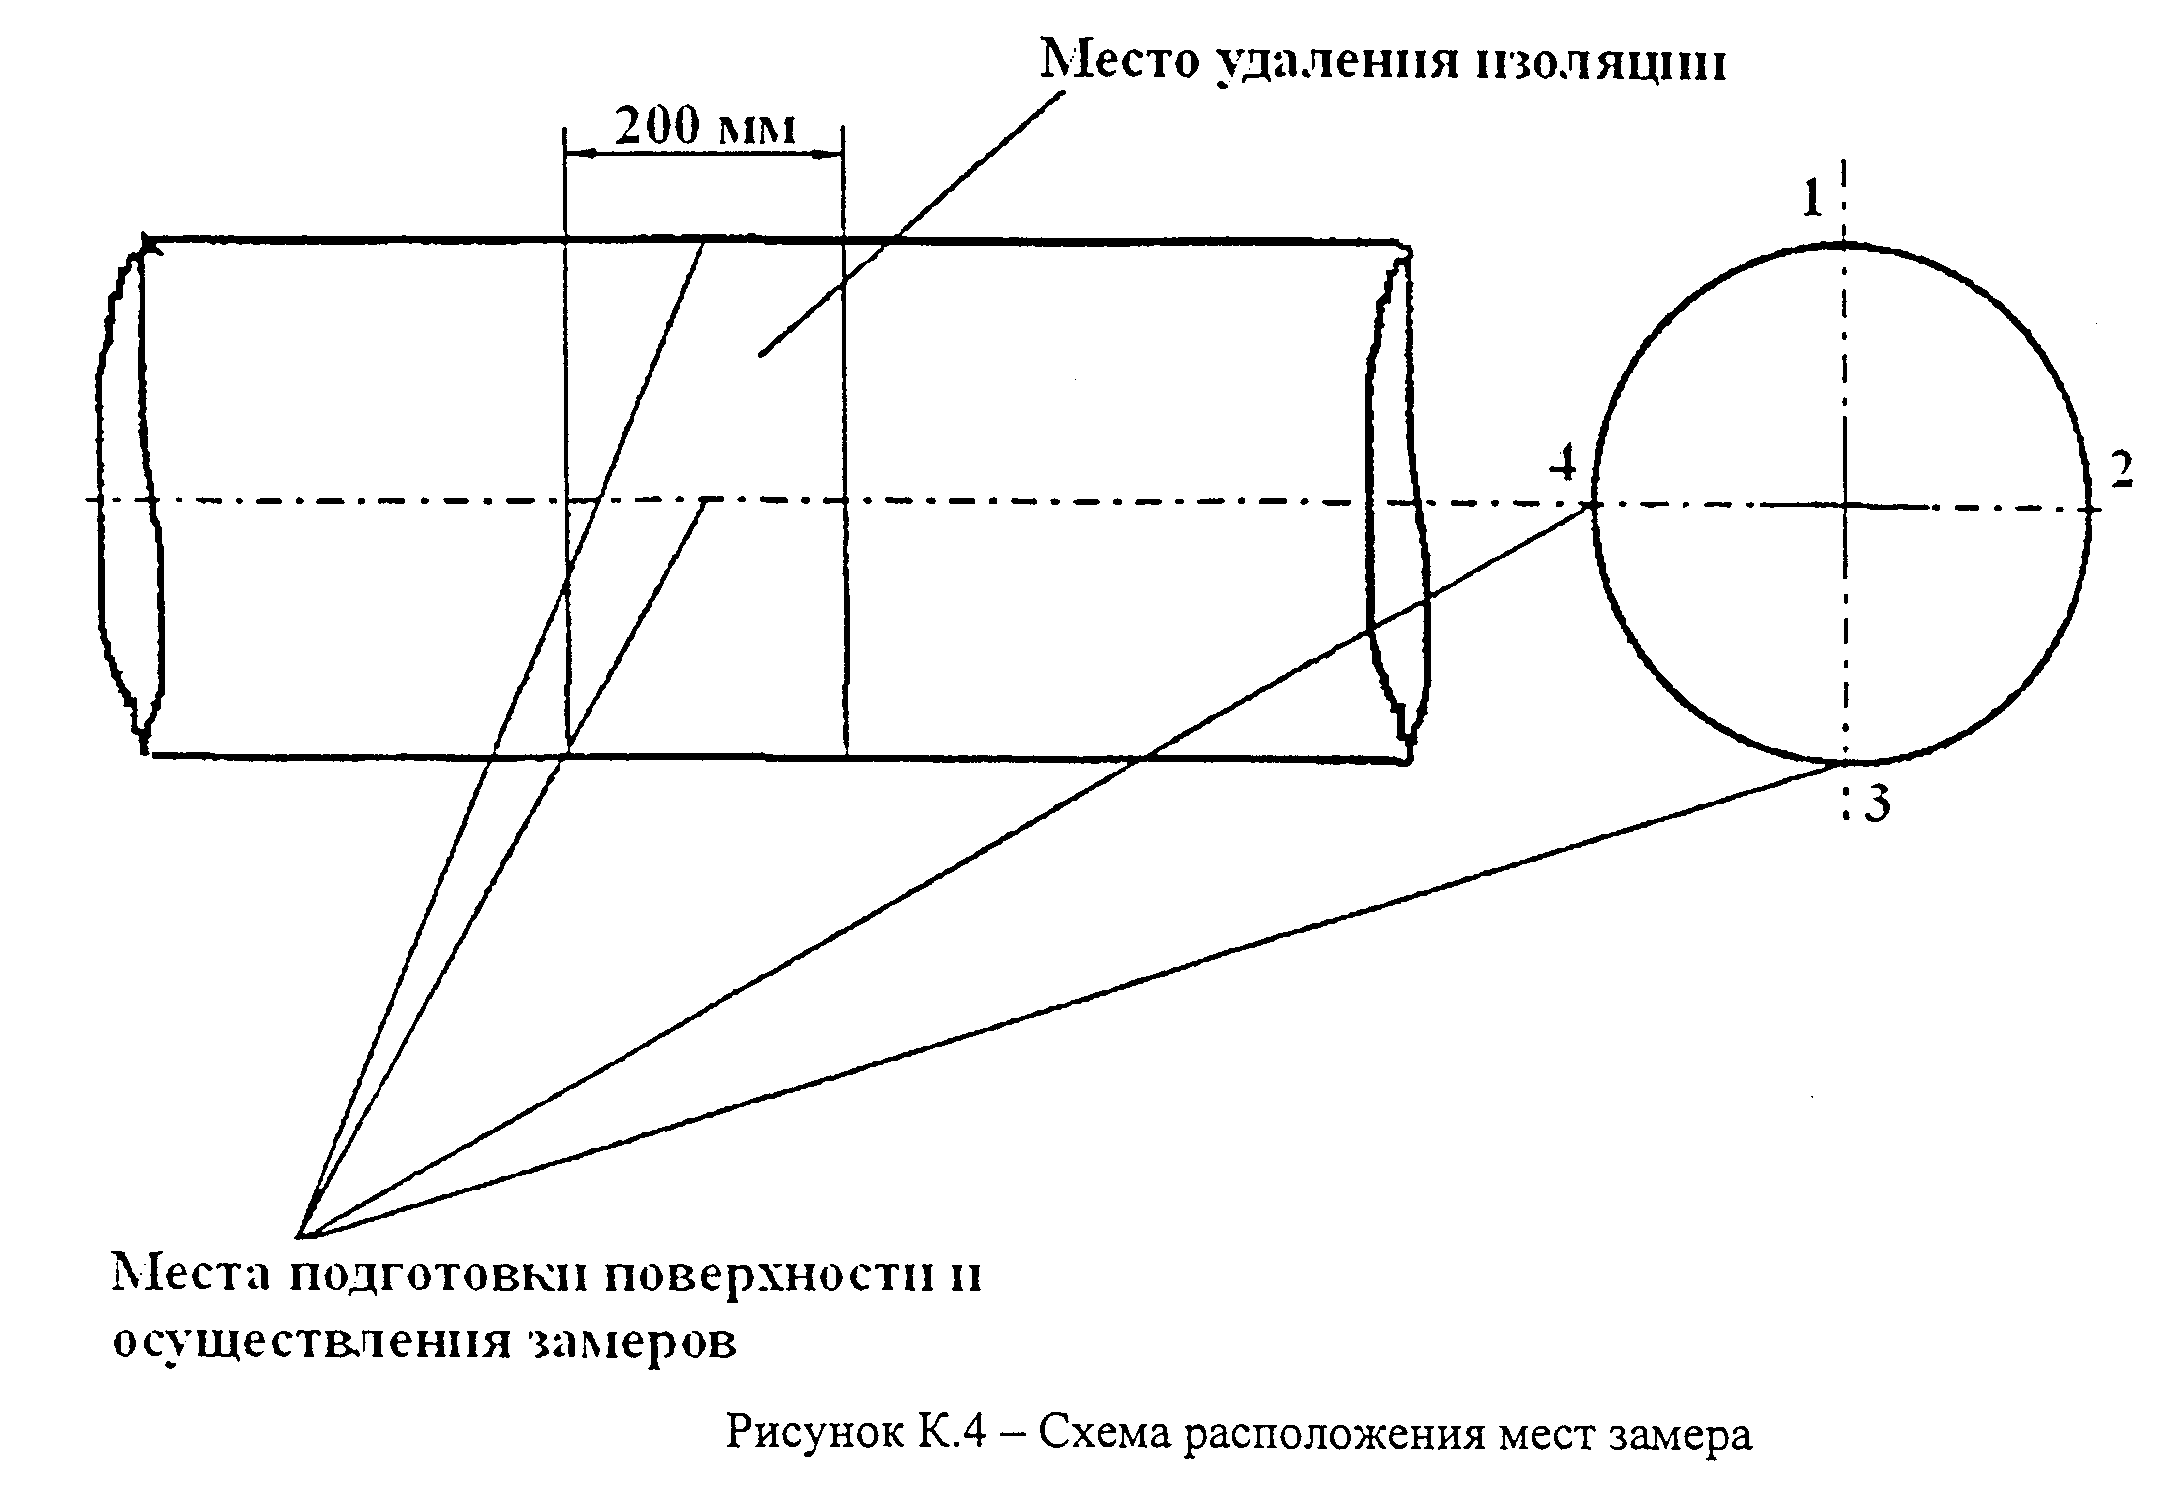 Место удаления изоляции
200 мм
1
4
2
3
Места подготовки поверхности и
осуществления замеров
Рисунок К.4 – Схема расположения мест замера